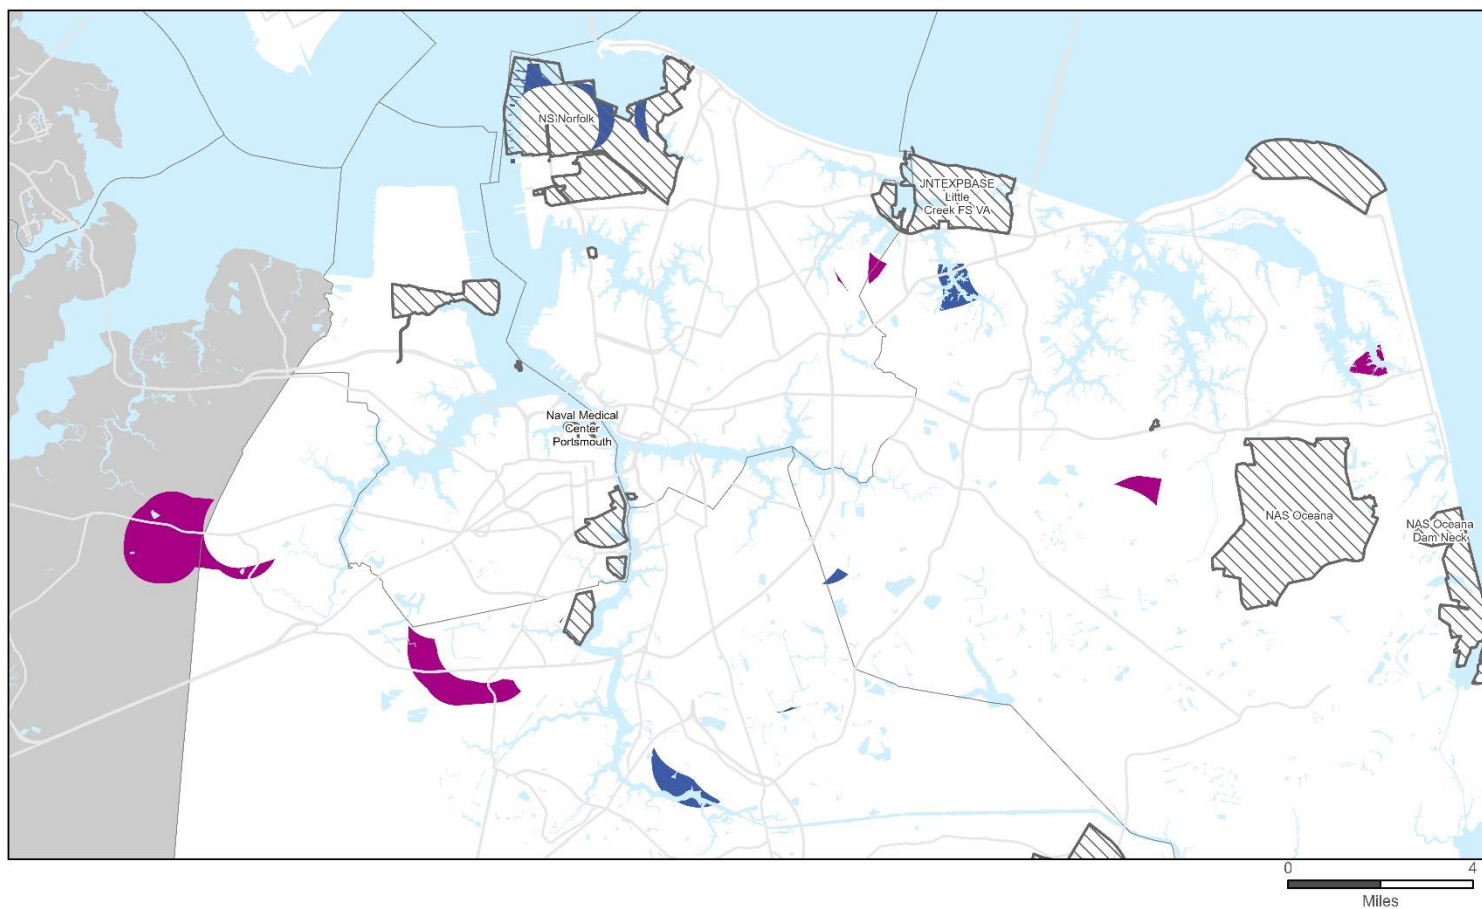 NS Norfolk
JNTEXPBASE
Little
Creek FS VA
Naval Medical
Center
Portsmouth
NAS Oceana
NAS Oceana
Dam Neck
0 4
Miles